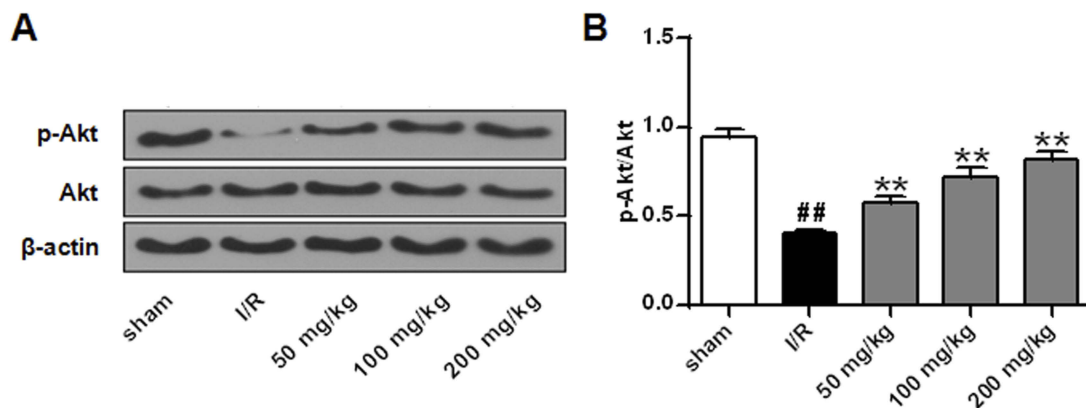 A
p-Akt
Akt
β-actin
sham
I/R
50 mg/kg
100 mg/kg
200 mg/kg
B
p-Akt/Akt
1.5
1.0
0.5
0.0
##
**
**
**
sham
I/R
50 mg/kg
100 mg/kg
200 mg/kg